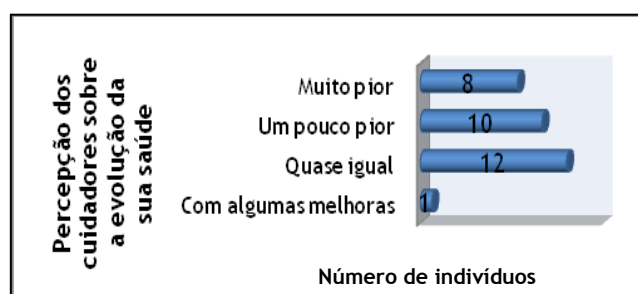 Percepção dos
cuidadores sobre
a evolução da
sua saúde
Muito pior
8
Um pouco pior
10
Quase igual
12
Com algumas melhoras
1
Número de indivíduos